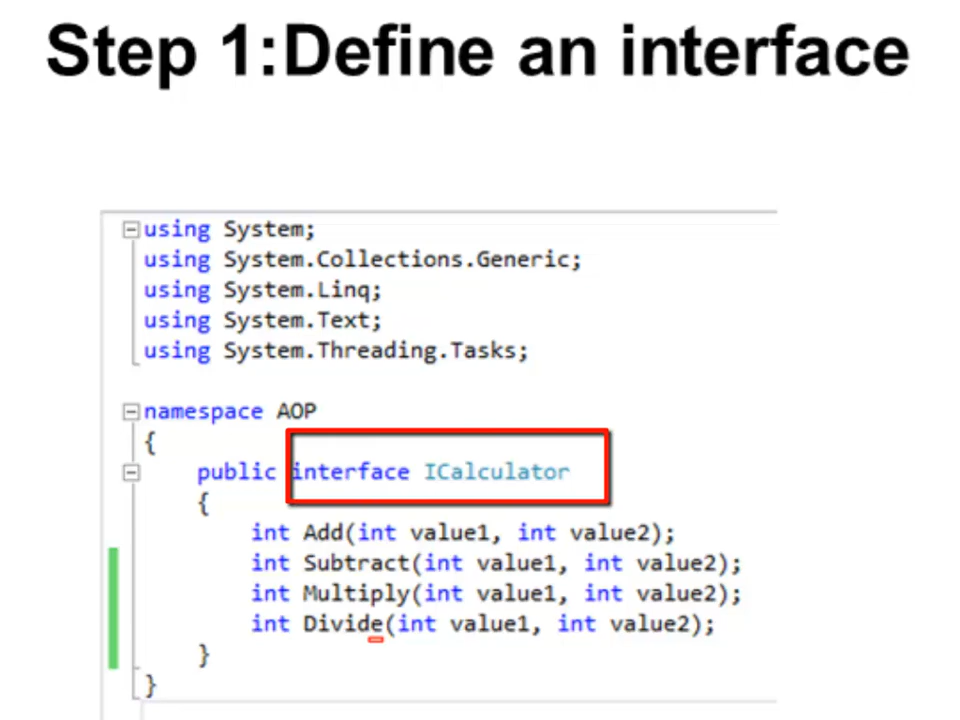 Step 1:Define an interface
using System;
using System.Collections.Generic;
using System.Linq;
using System.Text;
using System.Threading.Tasks;
namespace AOP
{
public interface ICalculator
{
int Add(int value1, int value2);
int Subtract(int value1, int value2);
int Multiply(int value1, int value2);
int Divide(int value1, int value2);
}
}